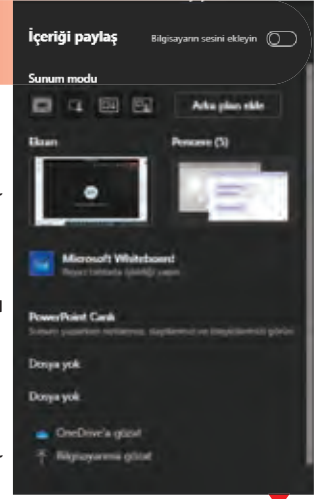 İçeriği paylaş
Bilgisayarın sesini ekleyin
Sunum modu
Arka plan ekle
Ekran
Pencere (5)
Microsoft Whiteboard
PowerPoint Canlı
Dosya yok
Dosya yok
OneDrive'a gözat
Bilgisayarıma gözat